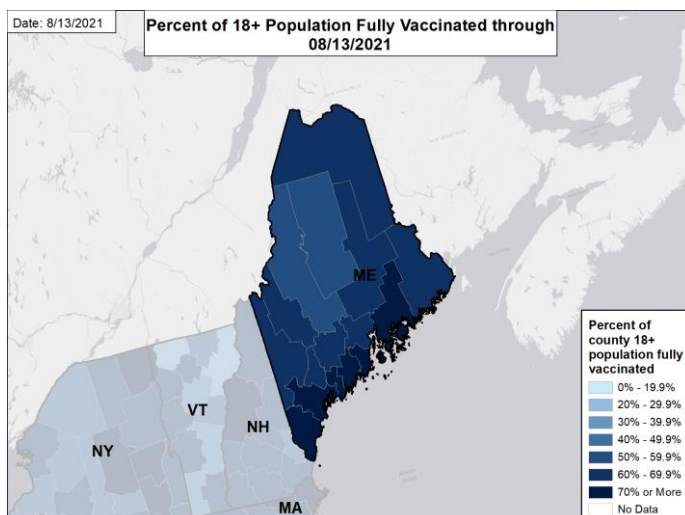 Date: 8/13/2021
Percent of 18+ Population Fully Vaccinated through
08/13/2021
ME
VT
NH
NY
MA
Percent of
county 18+
population fully
vaccinated
0% - 19.9%
20% - 29.9%
30% - 39.9%
40% - 49.9%
50% - 59.9%
60% - 69.9%
70% or More
No Data